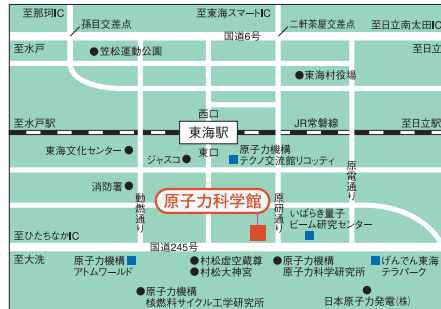 至那珂IC
至東海スマートIC
孫目交差点
二軒茶屋交差点
至日立南太田IC
至水戸
国道6号
至日立
笠松運動公園
東海村役場
西口
至水戸駅
東海駅
JR常磐線
至日立駅
東口
東海文化センター
ジャスコ
原子力機構
テクノ交流館リコッティ
消防署
動燃通り
原子力科学館
原研通り
原電通り
いばらき量子
ビーム研究センター
至ひたちなかIC
国道245号
至大洗
原子力機構
アトムワールド
村松虚空蔵尊
村松大神宮
原子力機構
原子力科学研究所
げんでん東海
テラパーク
原子力機構
核燃料サイクル工学研究所
日本原子力発電(株)